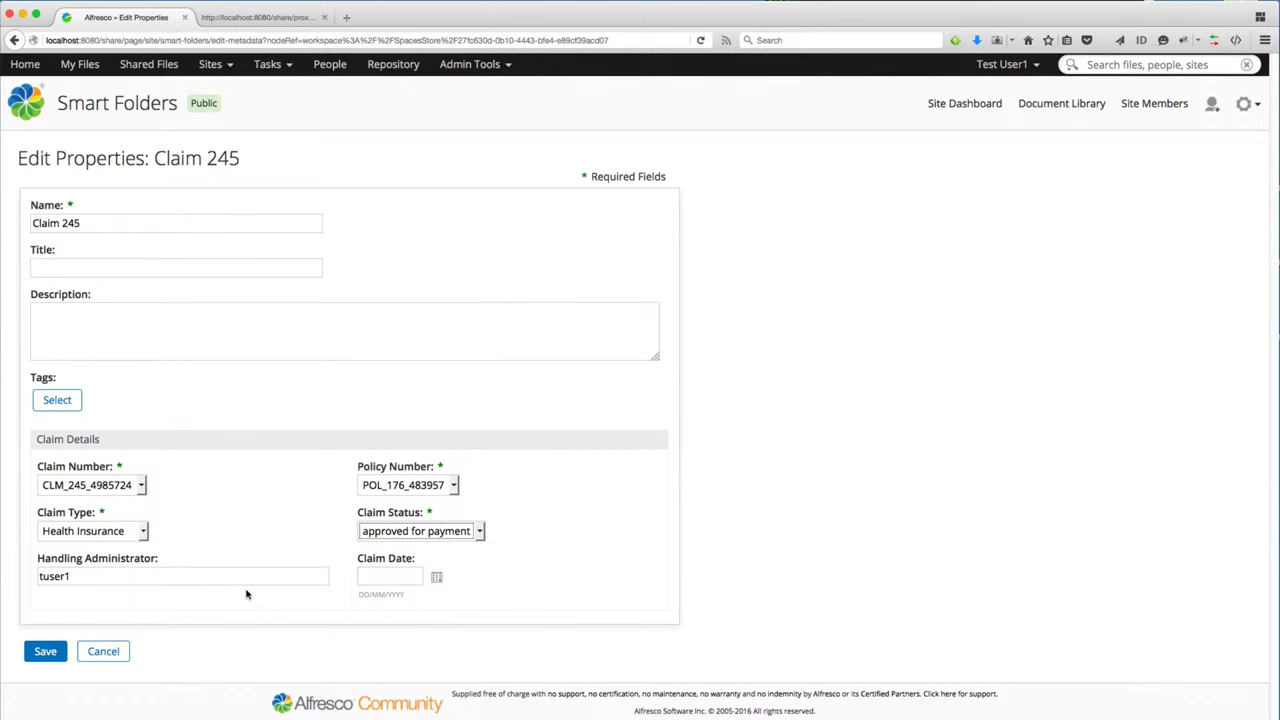 Alfresco » Edit Properties
http://localhost:8080/share/prox...
localhost:8080/share/page/site/smart-folders/edit-metadata?nodeRef=workspace%3A%2F%2FSpacesStore%2F27fc630d-0b10-4443-bfe4-e89cf39acd07
Search
ID
Home My Files Shared Files Sites Tasks People Repository Admin Tools Test User1 Search files, people, sites
Smart Folders Public Site Dashboard Document Library Site Members
Edit Properties: Claim 245
* Required Fields
Name: *
Claim 245
Title:
Description:
Tags:
Select
Claim Details
Claim Number: * Policy Number: *
CLM_245_4985724 POL_176_483957
Claim Type: * Claim Status: *
Health Insurance approved for payment
Handling Administrator: Claim Date:
tuser1
DD/MM/YYYY
Save Cancel
Alfresco Community
Supplied free of charge with no support, no certification, no maintenance, no warranty and no indemnity by Alfresco or its Certified Partners. Click here for support.
Alfresco Software Inc. © 2005-2016 All rights reserved.